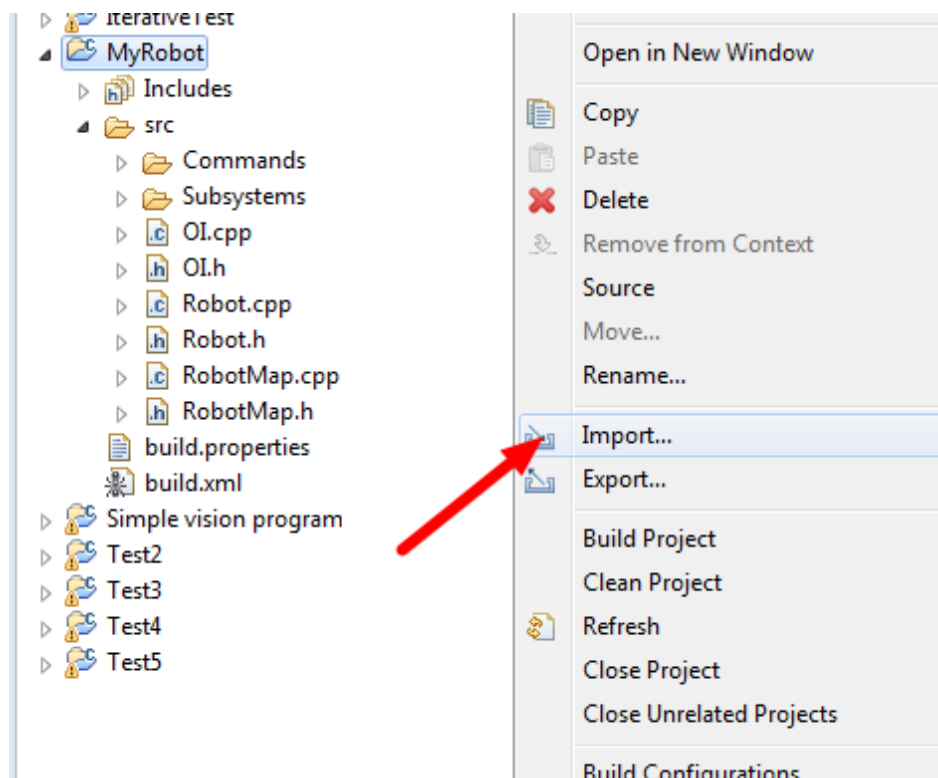 IterativeTest
MyRobot
Includes
src
Commands
Subsystems
OI.cpp
OI.h
Robot.cpp
Robot.h
RobotMap.cpp
RobotMap.h
build.properties
build.xml
Simple vision program
Test2
Test3
Test4
Test5
Open in New Window
Copy
Paste
Delete
Remove from Context
Source
Move...
Rename...
Import...
Export...
Build Project
Clean Project
Refresh
Close Project
Close Unrelated Projects
Build Configurations